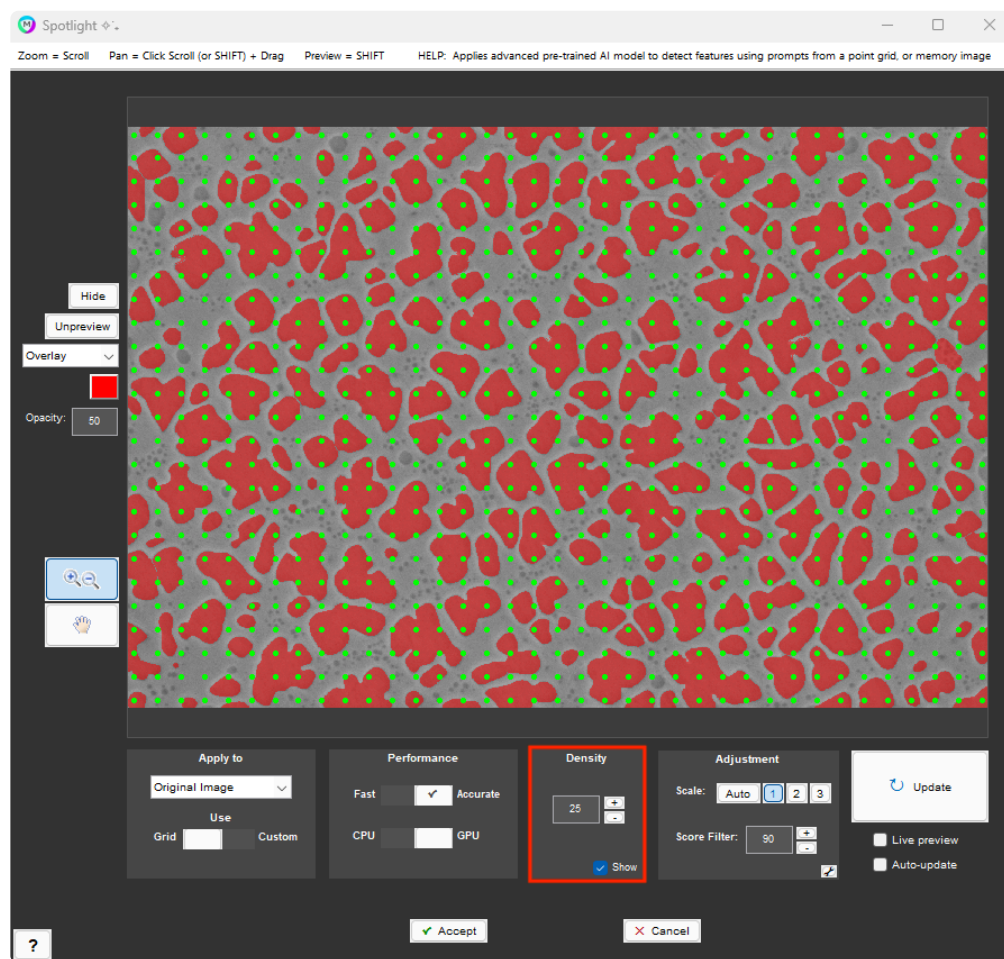 Spotlight
Zoom = Scroll Pan = Click Scroll (or SHIFT) + Drag Preview = SHIFT HELP: Applies advanced pre-trained AI model to detect features using prompts from a point grid, or memory image
Hide
Unpreview
Overlay
Opacity: 50
Apply to
Original Image
Use
Grid Custom
Performance
Fast Accurate
CPU GPU
Density
25 + -
Show
Adjustment
Scale: Auto 1 2 3
Score Filter: 90 + -
Update
Live preview
Auto-update
Accept
Cancel
?